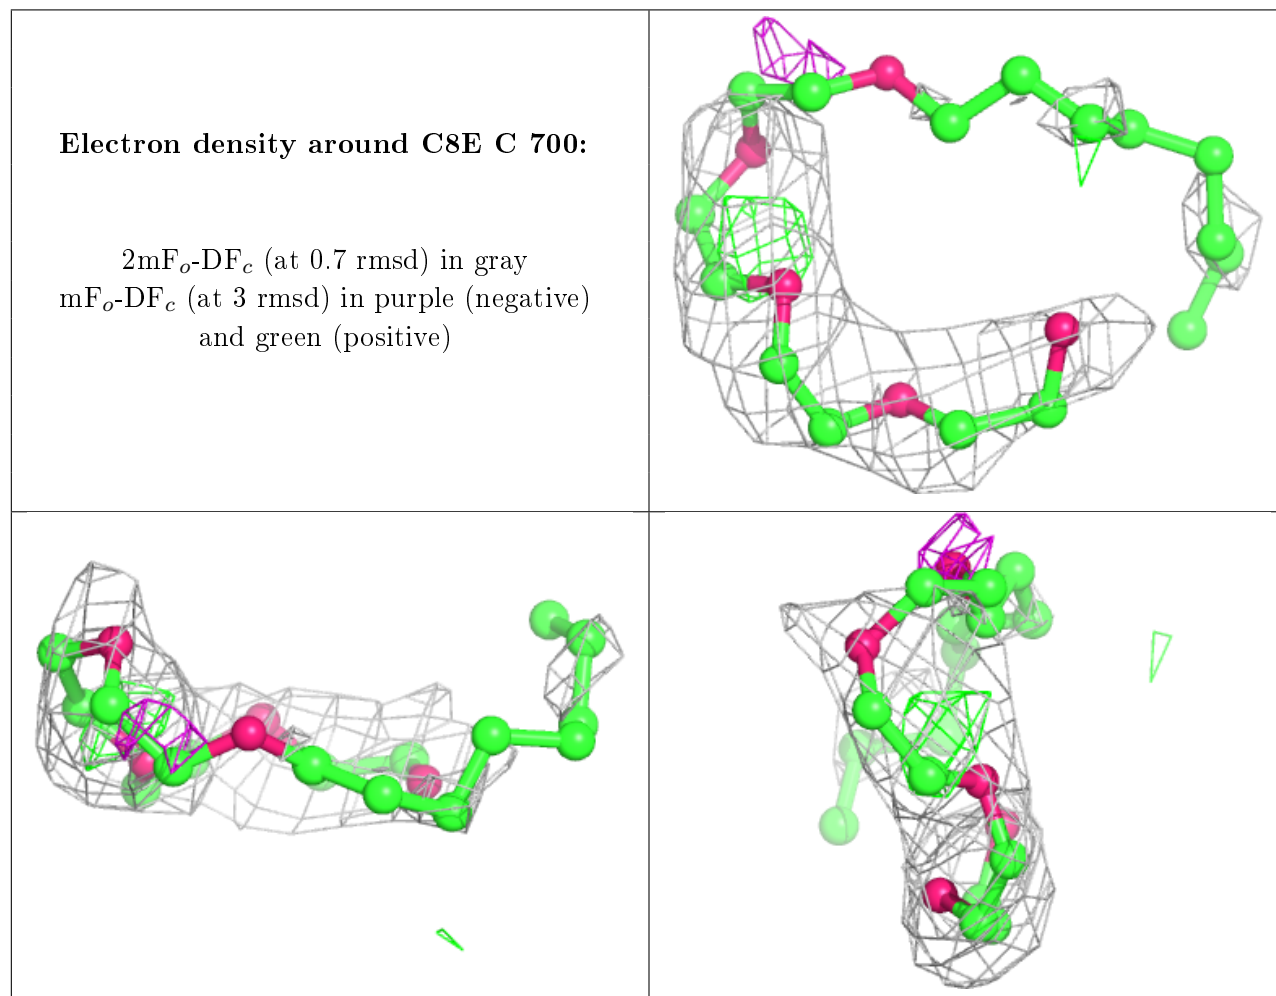 Electron density around C8E C 700:
2mFₒ-DF𝒸 (at 0.7 rmsd) in gray
mFₒ-DF𝒸 (at 3 rmsd) in purple (negative)
and green (positive)